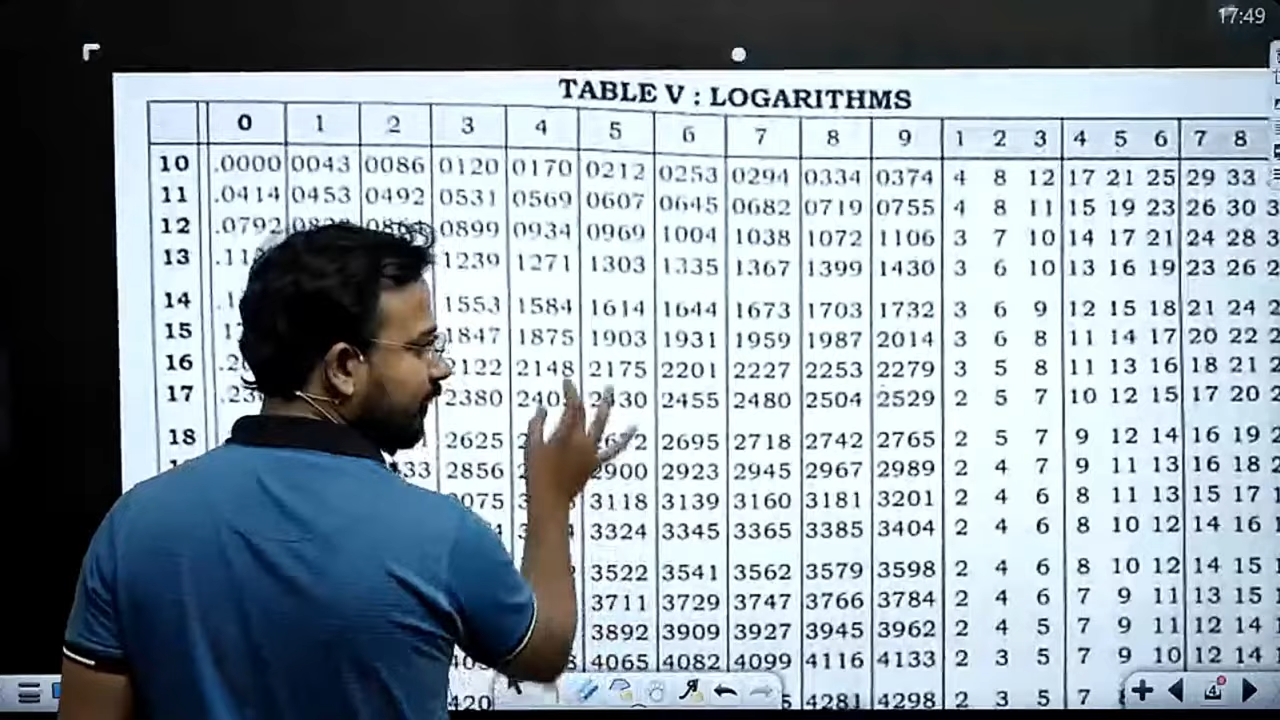 17:49
TABLE V : LOGARITHMS
0 1 2 3 4 5 6 7 8 9 1 2 3 4 5 6 7 8
10 .0000 0043 0086 0120 0170 0212 0253 0294 0334 0374 4 8 12 17 21 25 29 33
11 .0414 0453 0492 0531 0569 0607 0645 0682 0719 0755 4 8 11 15 19 23 26 30 3
12 .0792 0899 0934 0969 1004 1038 1072 1106 3 7 10 14 17 21 24 28 3
13 1239 1271 1303 1335 1367 1399 1430 3 6 10 13 16 19 23 26 2
14 1553 1584 1614 1644 1673 1703 1732 3 6 9 12 15 18 21 24 2
15 1847 1875 1903 1931 1959 1987 2014 3 6 8 11 14 17 20 22 2
16 2122 2148 2175 2201 2227 2253 2279 3 5 8 11 13 16 18 21 2
17 2380 2430 2455 2480 2504 2529 2 5 7 10 12 15 17 20 2
18 2625 2695 2718 2742 2765 2 5 7 9 12 14 16 19 2
2856 2900 2923 2945 2967 2989 2 4 7 9 11 13 16 18 2
3118 3139 3160 3181 3201 2 4 6 8 11 13 15 17 1
3324 3345 3365 3385 3404 2 4 6 8 10 12 14 16 1
3522 3541 3562 3579 3598 2 4 6 8 10 12 14 15 1
3711 3729 3747 3766 3784 2 4 6 7 9 11 13 15 1
3892 3909 3927 3945 3962 2 4 5 7 9 11 12 14 1
4065 4082 4099 4116 4133 2 3 5 7 9 10 12 14 1
4281 4298 2 3 5 7
4